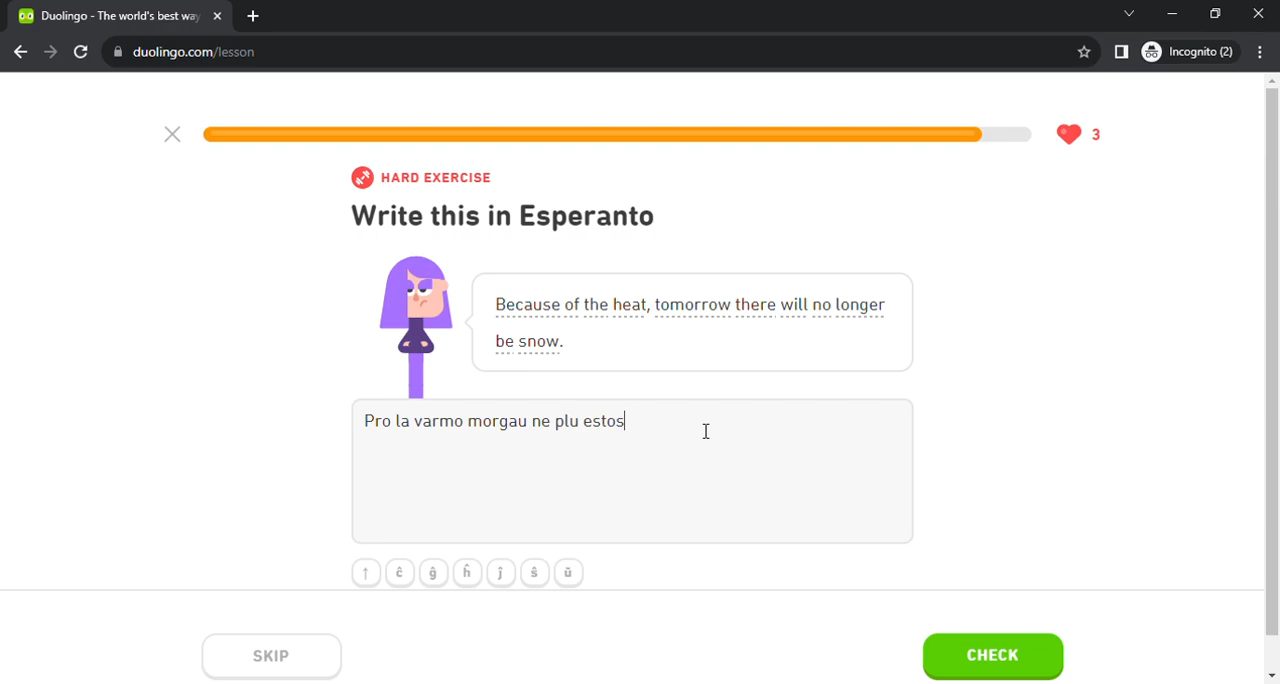 Duolingo - The world's best way
duolingo.com/lesson
Incognito (2)
3
HARD EXERCISE
Write this in Esperanto
Because of the heat, tomorrow there will no longer
be snow.
Pro la varmo morgau ne plu estos
↑ ĉ ĝ ĥ ĵ ŝ ŭ
SKIP
CHECK